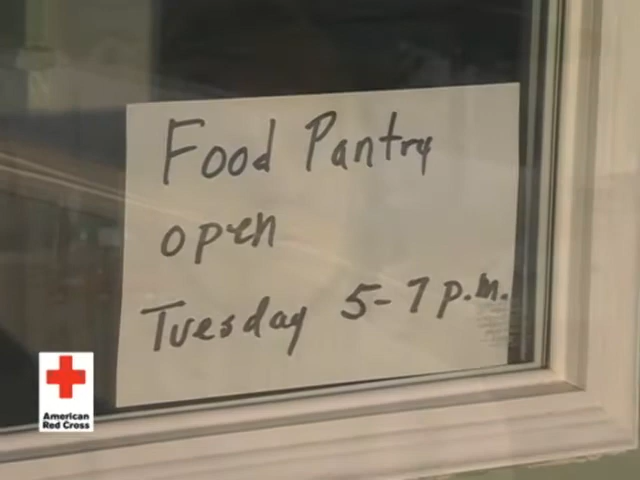 Food Pantry
open
Tuesday 5-7 p.m.
American
Red Cross